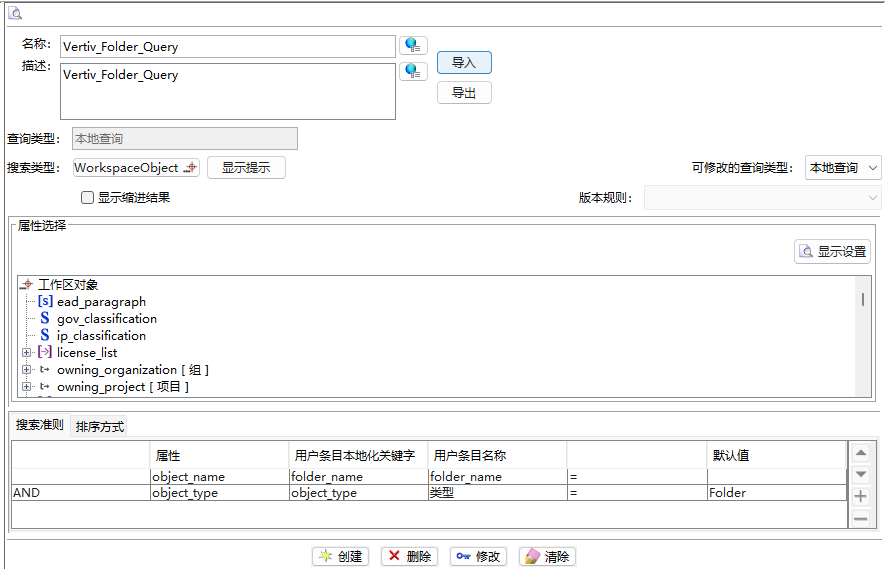 名称： Vertiv_Folder_Query
导入
描述： Vertiv_Folder_Query
导出
查询类型： 本地查询
搜索类型： WorkspaceObject 显示提示 可修改的查询类型： 本地查询
显示缩进结果 版本规则：
属性选择
显示设置
工作区对象
[s] ead_paragraph
S gov_classification
S ip_classification
license_list
owning_organization [ 组 ]
owning_project [ 项目 ]
搜索准则 排序方式
属性 用户条目本地化关键字 用户条目名称 默认值
object_name folder_name folder_name =
AND object_type object_type 类型 = Folder
创建 删除 修改 清除